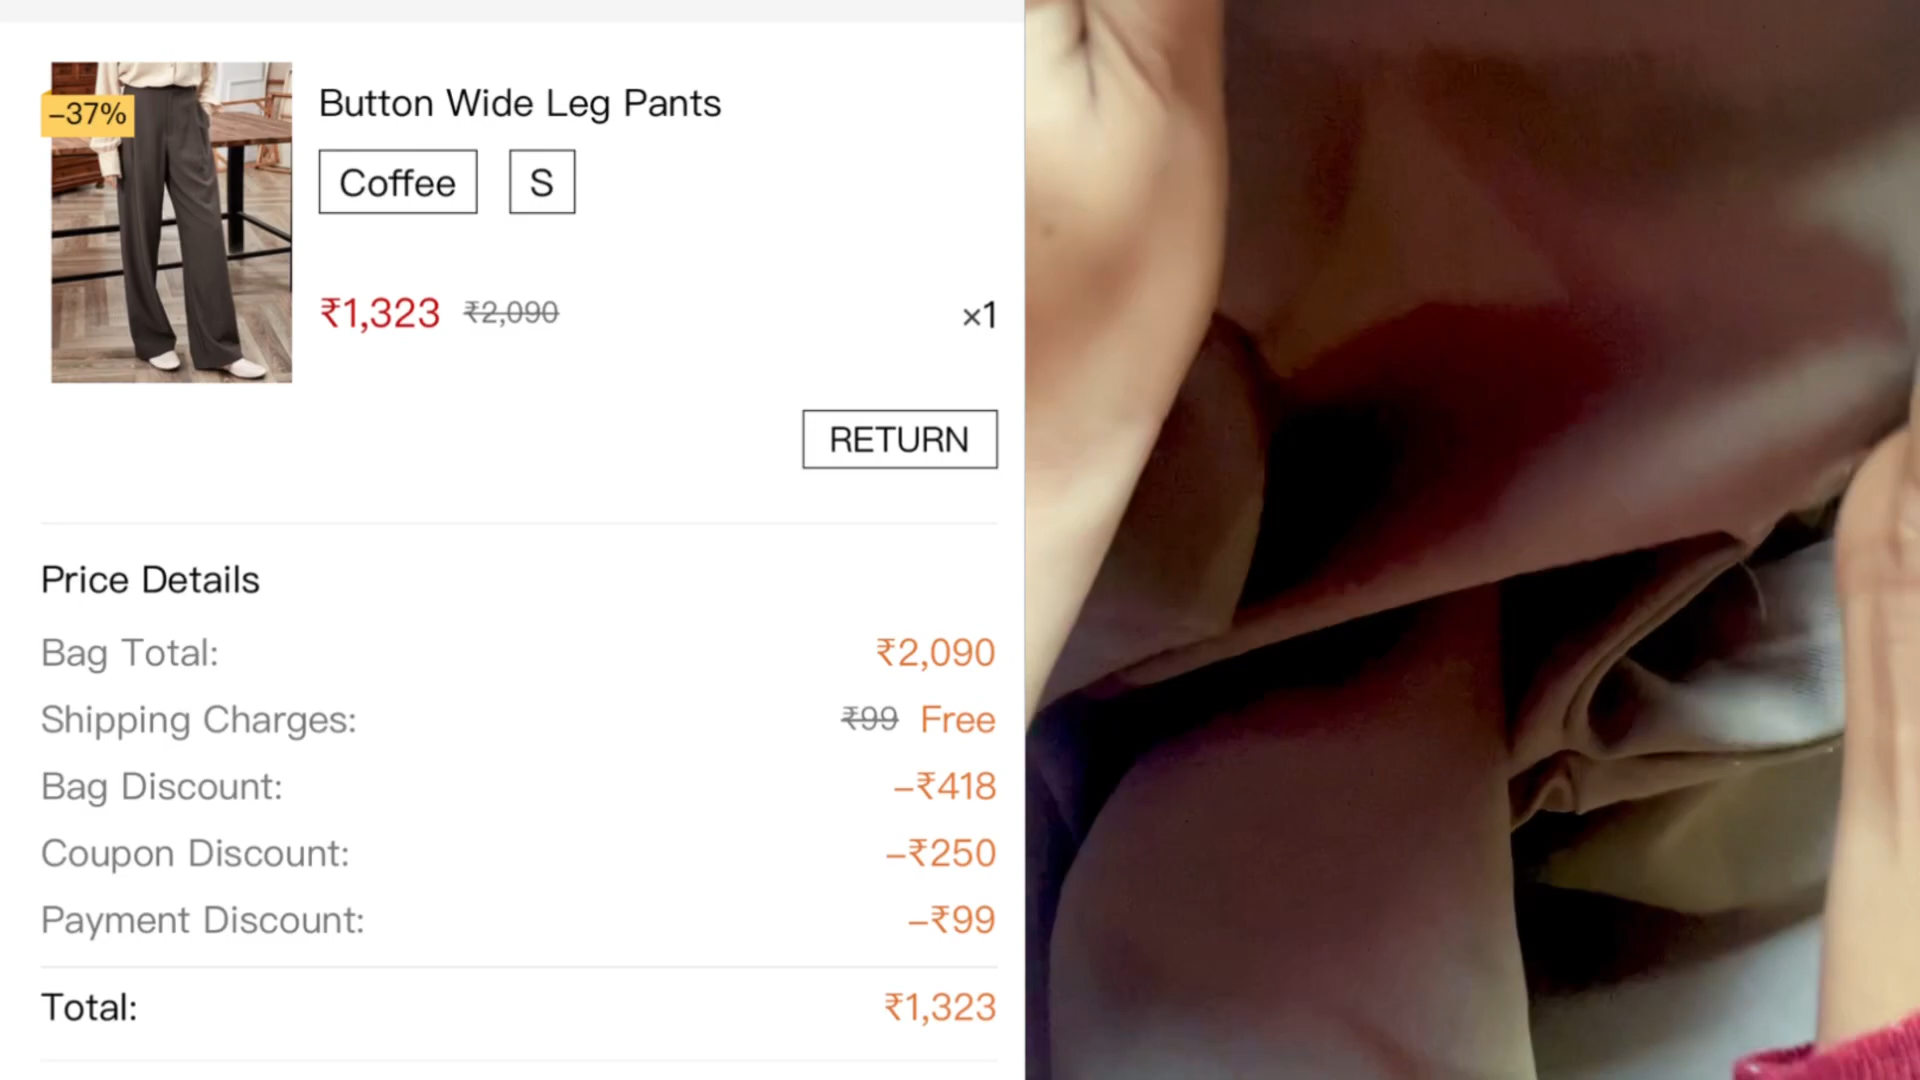 -37%
Button Wide Leg Pants
Coffee S
₹1,323 ₹2,090 ×1
RETURN
Price Details
Bag Total: ₹2,090
Shipping Charges: ₹99 Free
Bag Discount: -₹418
Coupon Discount: -₹250
Payment Discount: -₹99
Total: ₹1,323